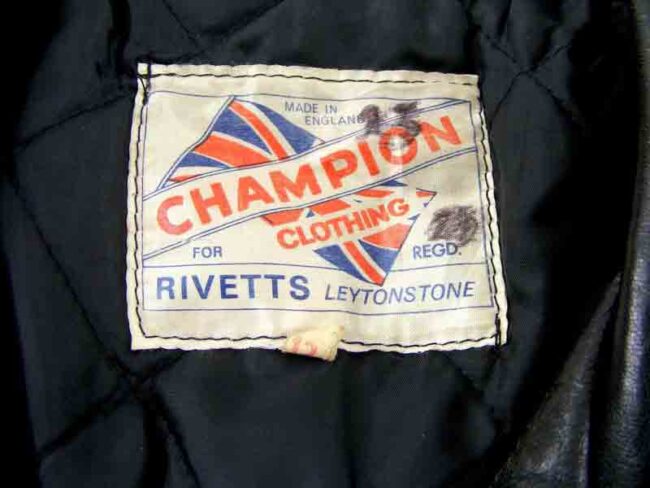 MADE IN
ENGLAND
CHAMPION
CLOTHING
FOR REGD.
RIVETTS LEYTONSTONE